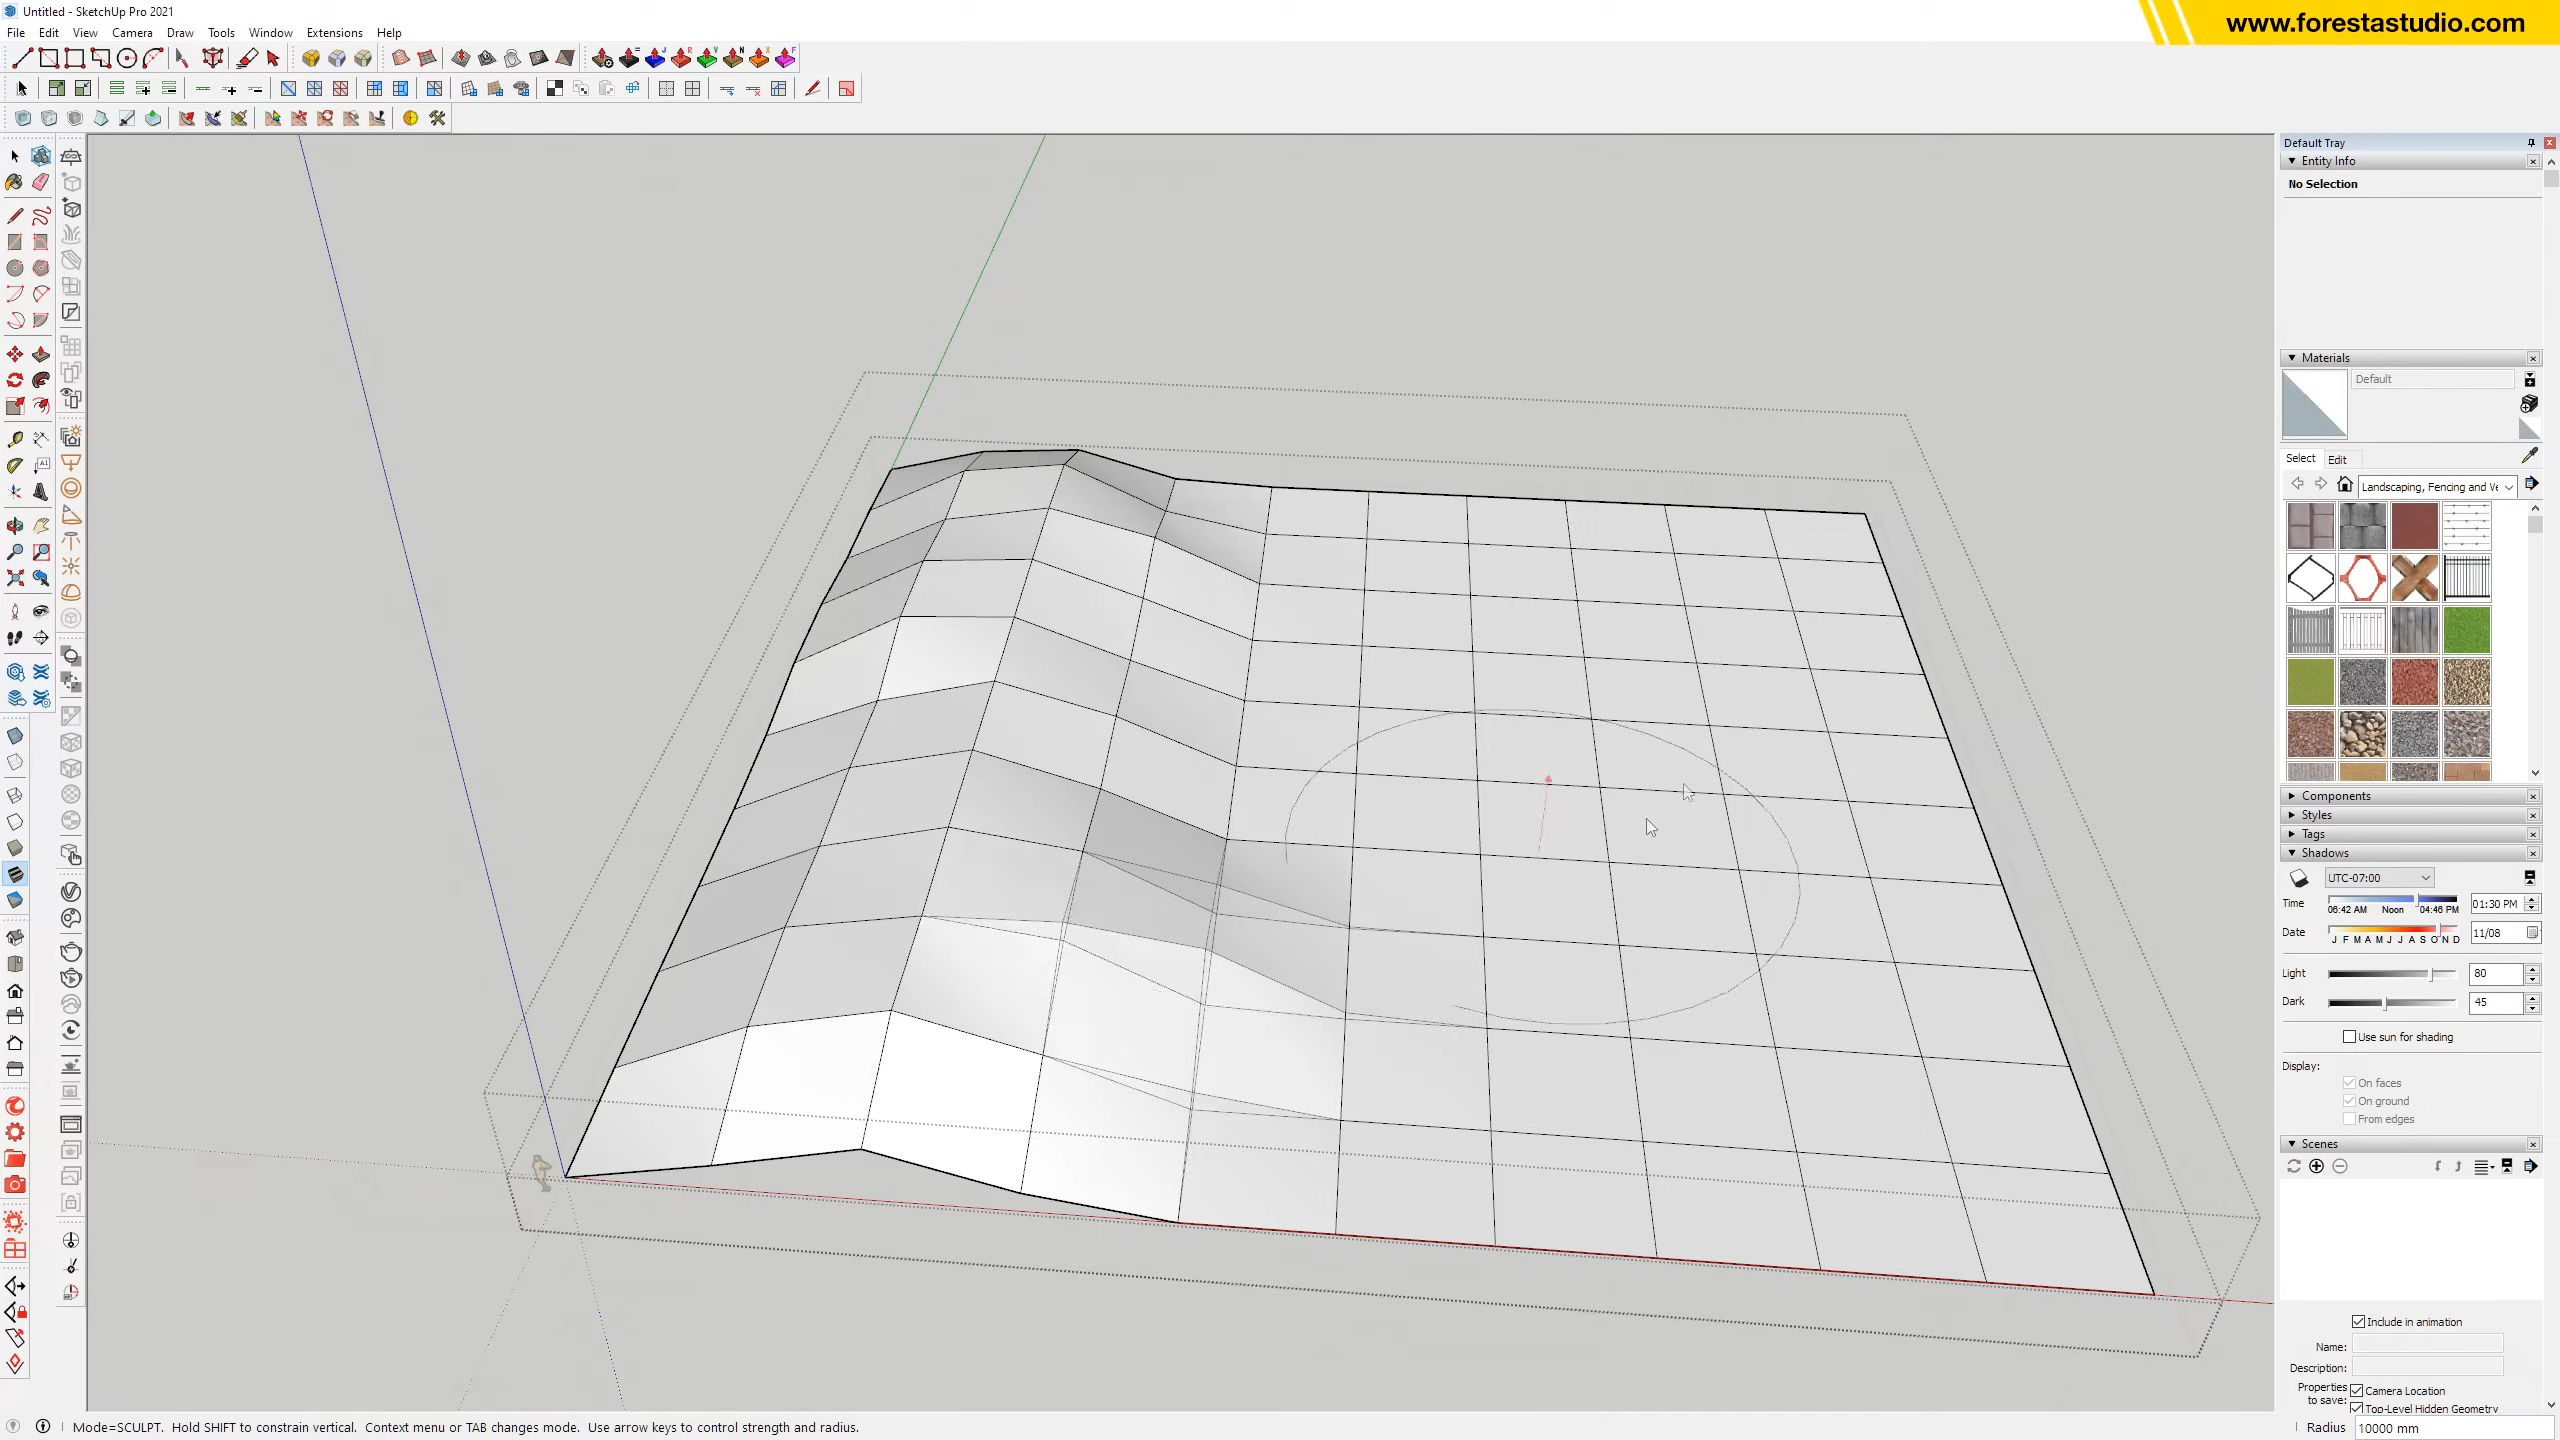 Untitled - SketchUp Pro 2021
www.forestastudio.com
File Edit View Camera Draw Tools Window Extensions Help
Default Tray
Entity Info
No Selection
Materials
Default
Select Edit
Landscaping, Fencing and Ve
Components
Styles
Tags
Shadows
UTC-07:00
Time 06:42 AM Noon 04:46 PM 01:30 PM
Date J F M A M J J A S O N D 11/08
Light 80
Dark 45
Use sun for shading
Display:
On faces
On ground
From edges
Scenes
Include in animation
Name:
Description:
Properties to save: Camera Location
Top-Level Hidden Geometry
Mode=SCULPT. Hold SHIFT to constrain vertical. Context menu or TAB changes mode. Use arrow keys to control strength and radius.
Radius 10000 mm